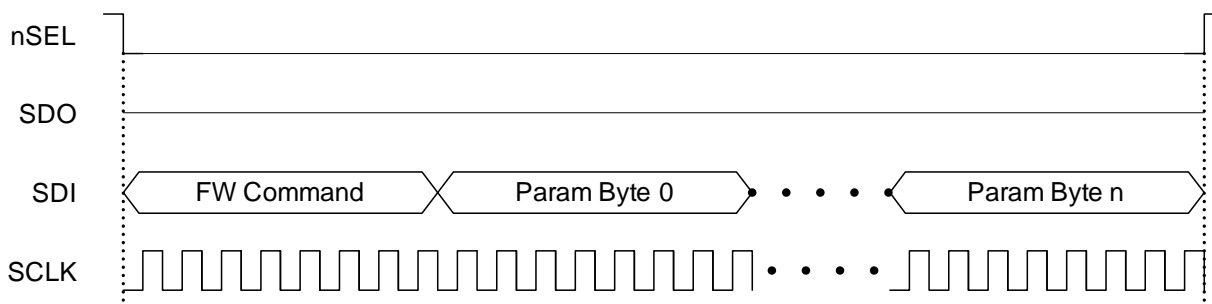 nSEL
SDO
SDI FW Command Param Byte 0 Param Byte n
SCLK